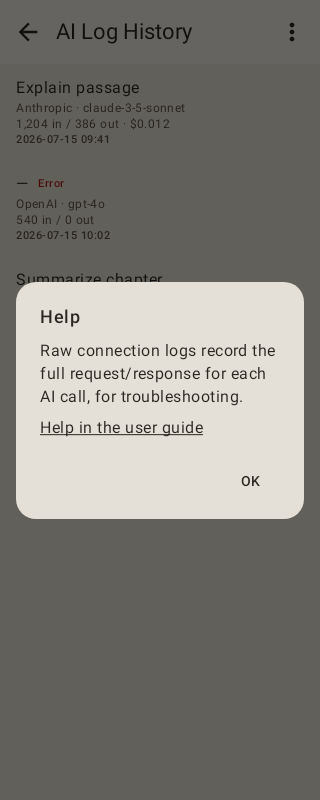 AI Log History
Explain passage
Anthropic · claude-3-5-sonnet
1,204 in / 386 out · $0.012
2026-07-15 09:41
— Error
OpenAI · gpt-4o
540 in / 0 out
2026-07-15 10:02
Summarize chapter
Help
Raw connection logs record the
full request/response for each
AI call, for troubleshooting.
Help in the user guide
OK